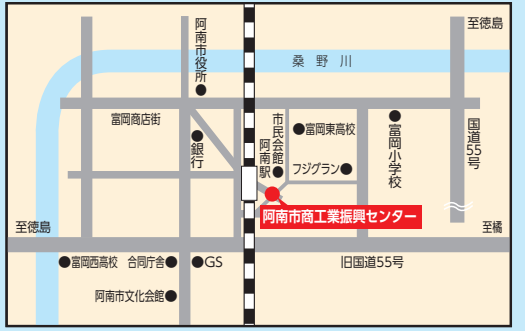 至徳島
阿南市役所
桑野川
富岡商店街
銀行
市民会館
阿南駅
富岡東高校
フジグラン
富岡小学校
国道55号
阿南市商工業振興センター
至徳島
至橘
富岡西高校
合同庁舎
GS
旧国道55号
阿南市文化会館